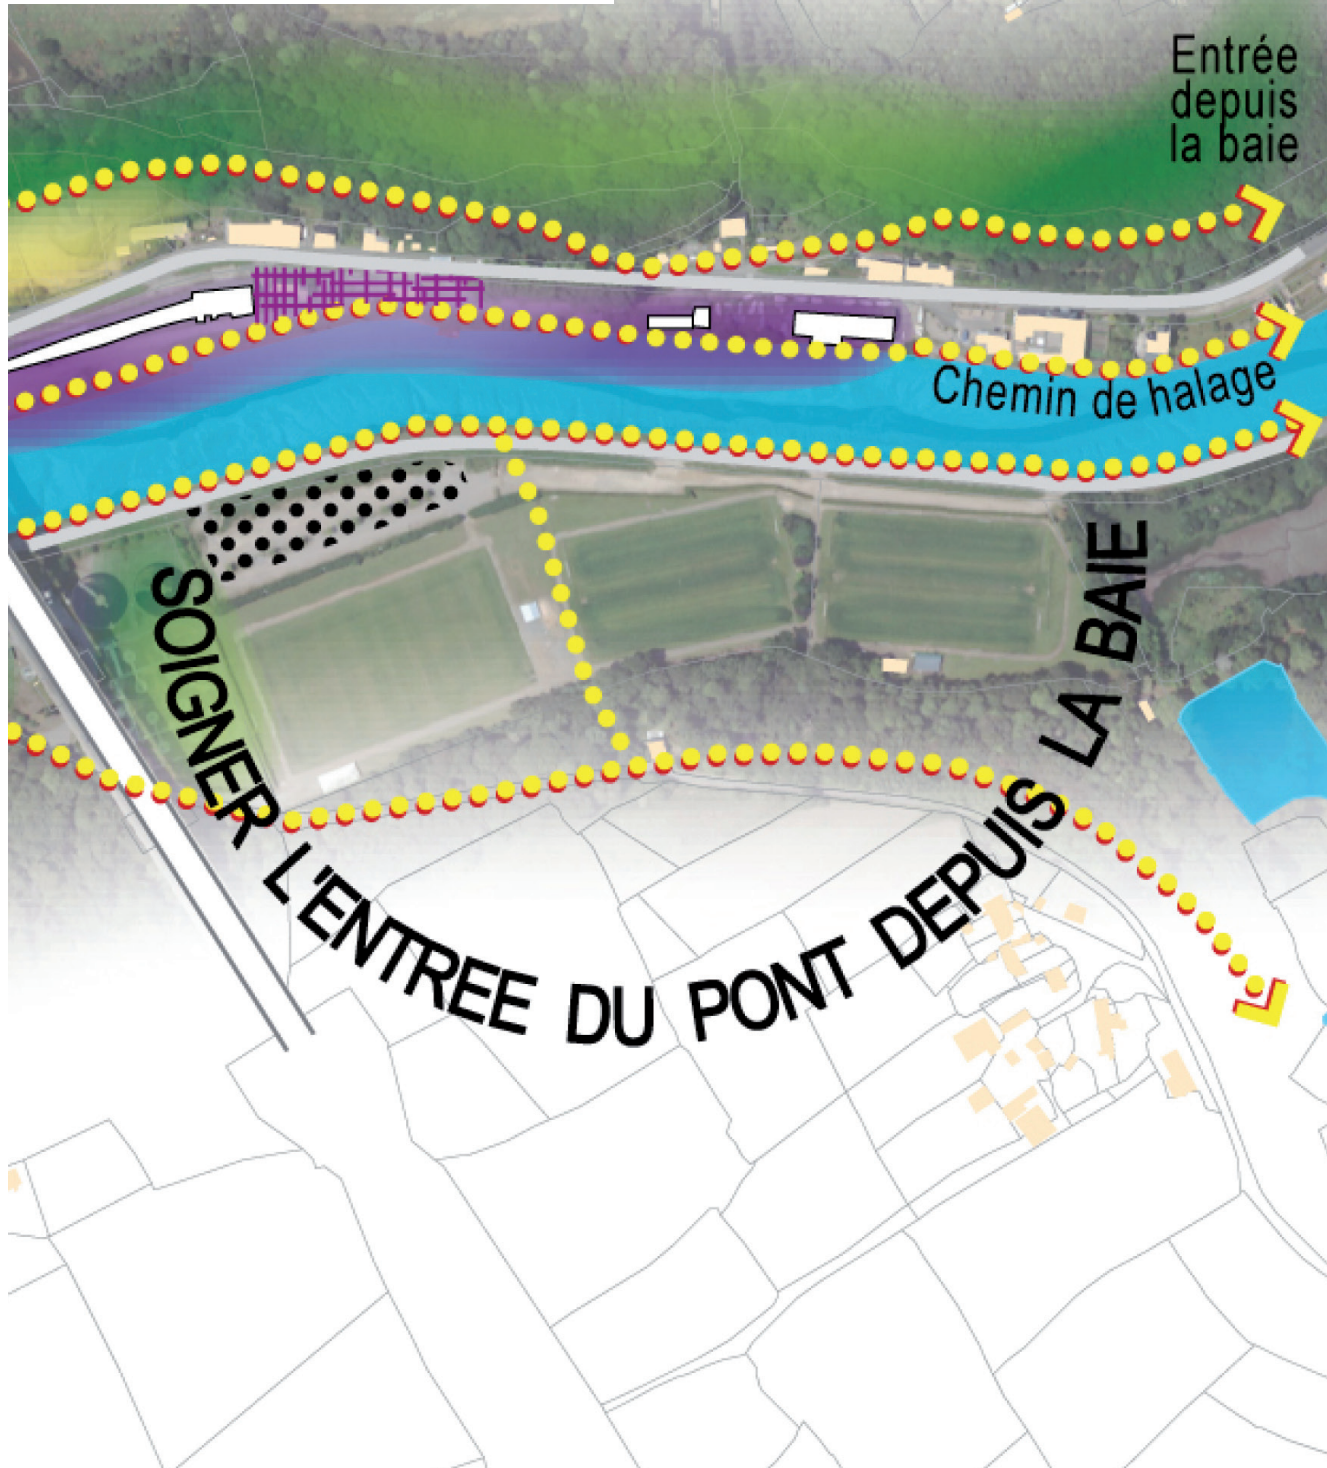 Entrée
depuis
la baie
Chemin de halage
SOIGNER L'ENTREE DU PONT DEPUIS LA BAIE